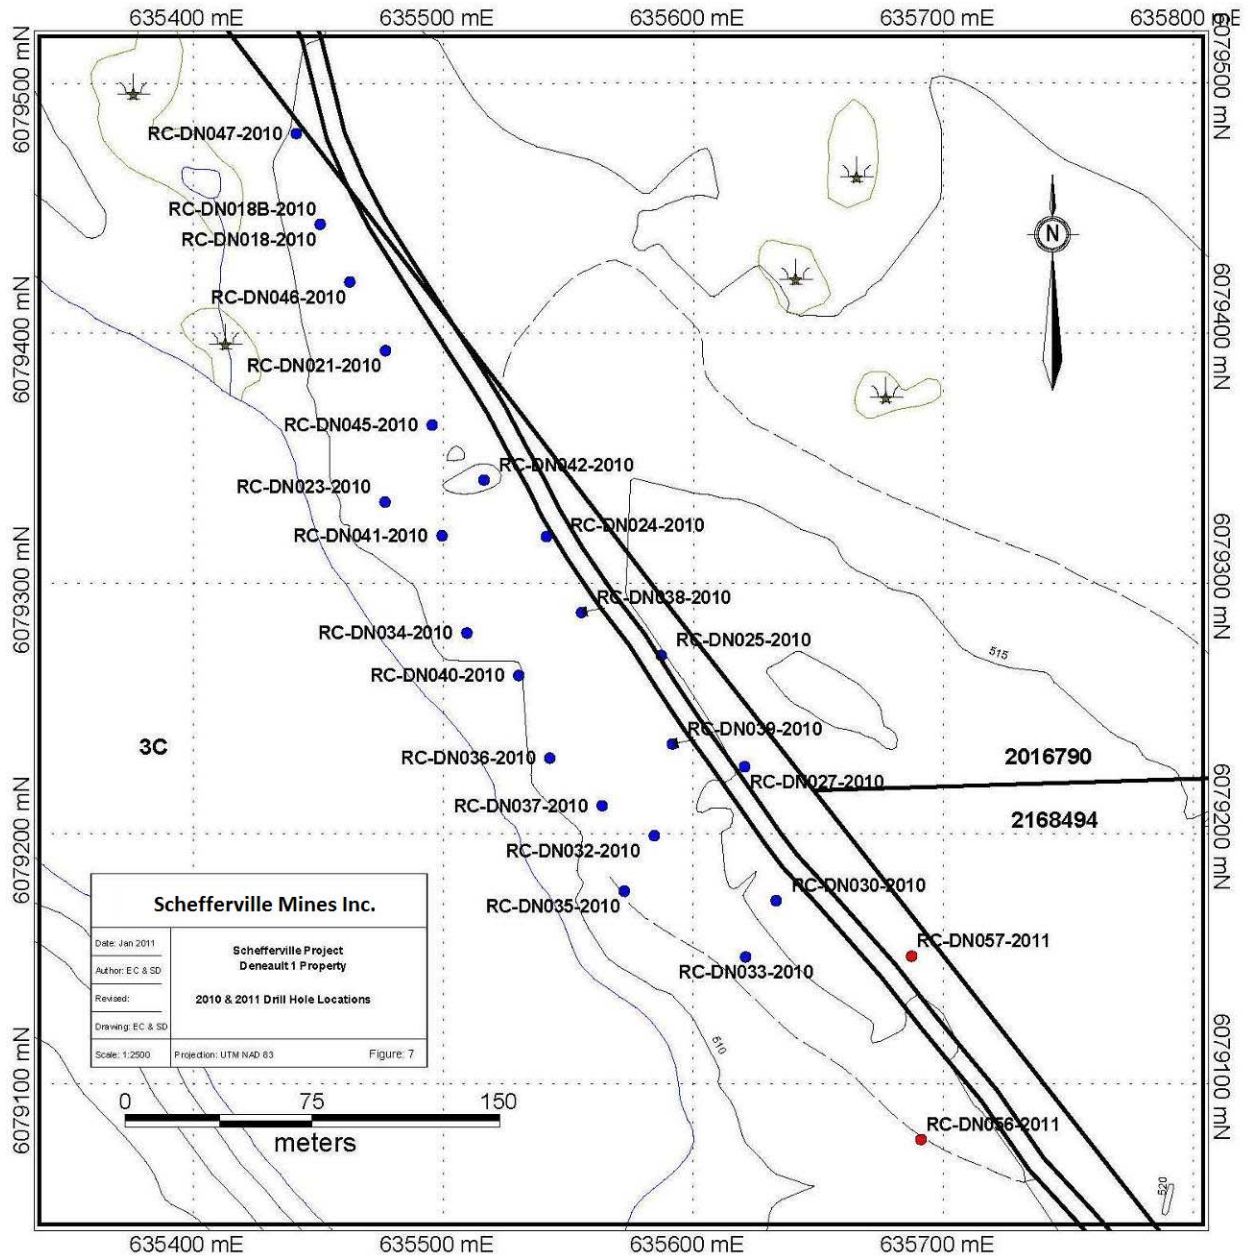 635400 mE
635500 mE
635600 mE
635700 mE
635800 mE
6079500 mN
6079500 mN
RC-DN047-2010
RC-DN018B-2010
RC-DN018-2010
N
RC-DN046-2010
6079400 mN
6079400 mN
RC-DN021-2010
RC-DN045-2010
RC-DN042-2010
RC-DN023-2010
RC-DN024-2010
RC-DN041-2010
6079300 mN
6079300 mN
RC-DN038-2010
RC-DN034-2010
RC-DN025-2010
515
RC-DN040-2010
RC-DN039-2010
3C
RC-DN036-2010
2016790
RC-DN027-2010
RC-DN037-2010
6079200 mN
6079200 mN
2168494
RC-DN032-2010
RC-DN030-2010
RC-DN035-2010
RC-DN057-2011
RC-DN033-2010
Schefferville Mines Inc.
Date: Jan 2011
Author: EC & SD
Revised:
Drawing: EC & SD
Scale: 1:2500
Schefferville Project
Deneault 1 Property
2010 & 2011 Drill Hole Locations
Projection: UTM NAD 83
Figure: 7
510
6079100 mN
6079100 mN
0 75 150
meters
RC-DN056-2011
520
635400 mE
635500 mE
635600 mE
635700 mE